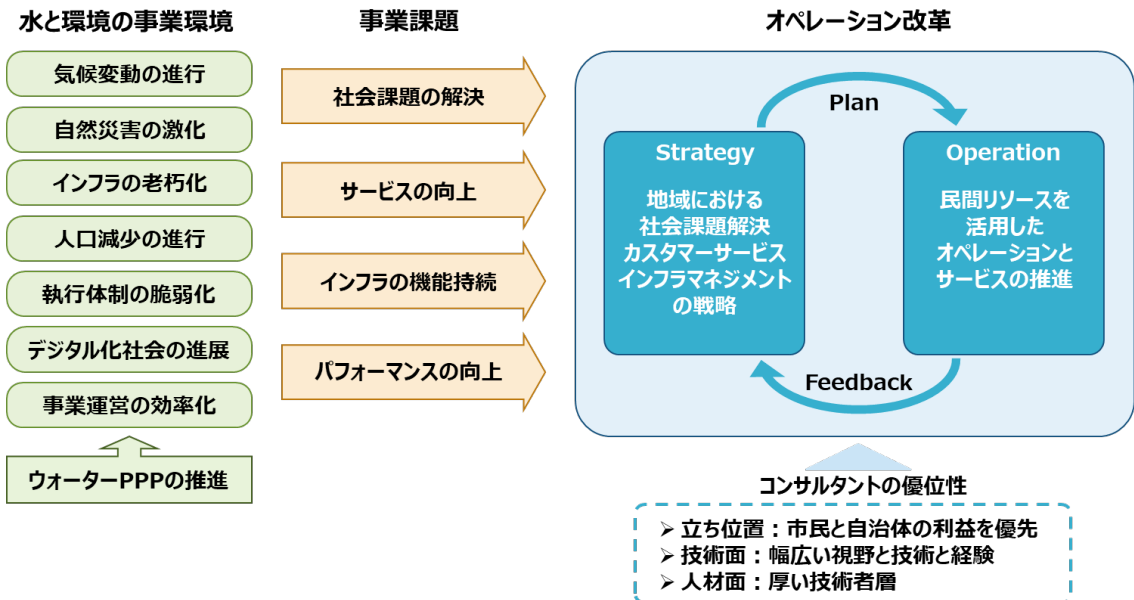 水と環境の事業環境
気候変動の進行
自然災害の激化
インフラの老朽化
人口減少の進行
執行体制の脆弱化
デジタル化社会の進展
事業運営の効率化
ウォーターPPPの推進
事業課題
社会課題の解決
サービスの向上
インフラの機能持続
パフォーマンスの向上
オペレーション改革
Plan
Strategy
地域における
社会課題解決
カスタマーサービス
インフラマネジメント
の戦略
Operation
民間リソースを
活用した
オペレーションと
サービスの推進
Feedback
コンサルタントの優位性
➢ 立ち位置：市民と自治体の利益を優先
➢ 技術面：幅広い視野と技術と経験
➢ 人材面：厚い技術者層